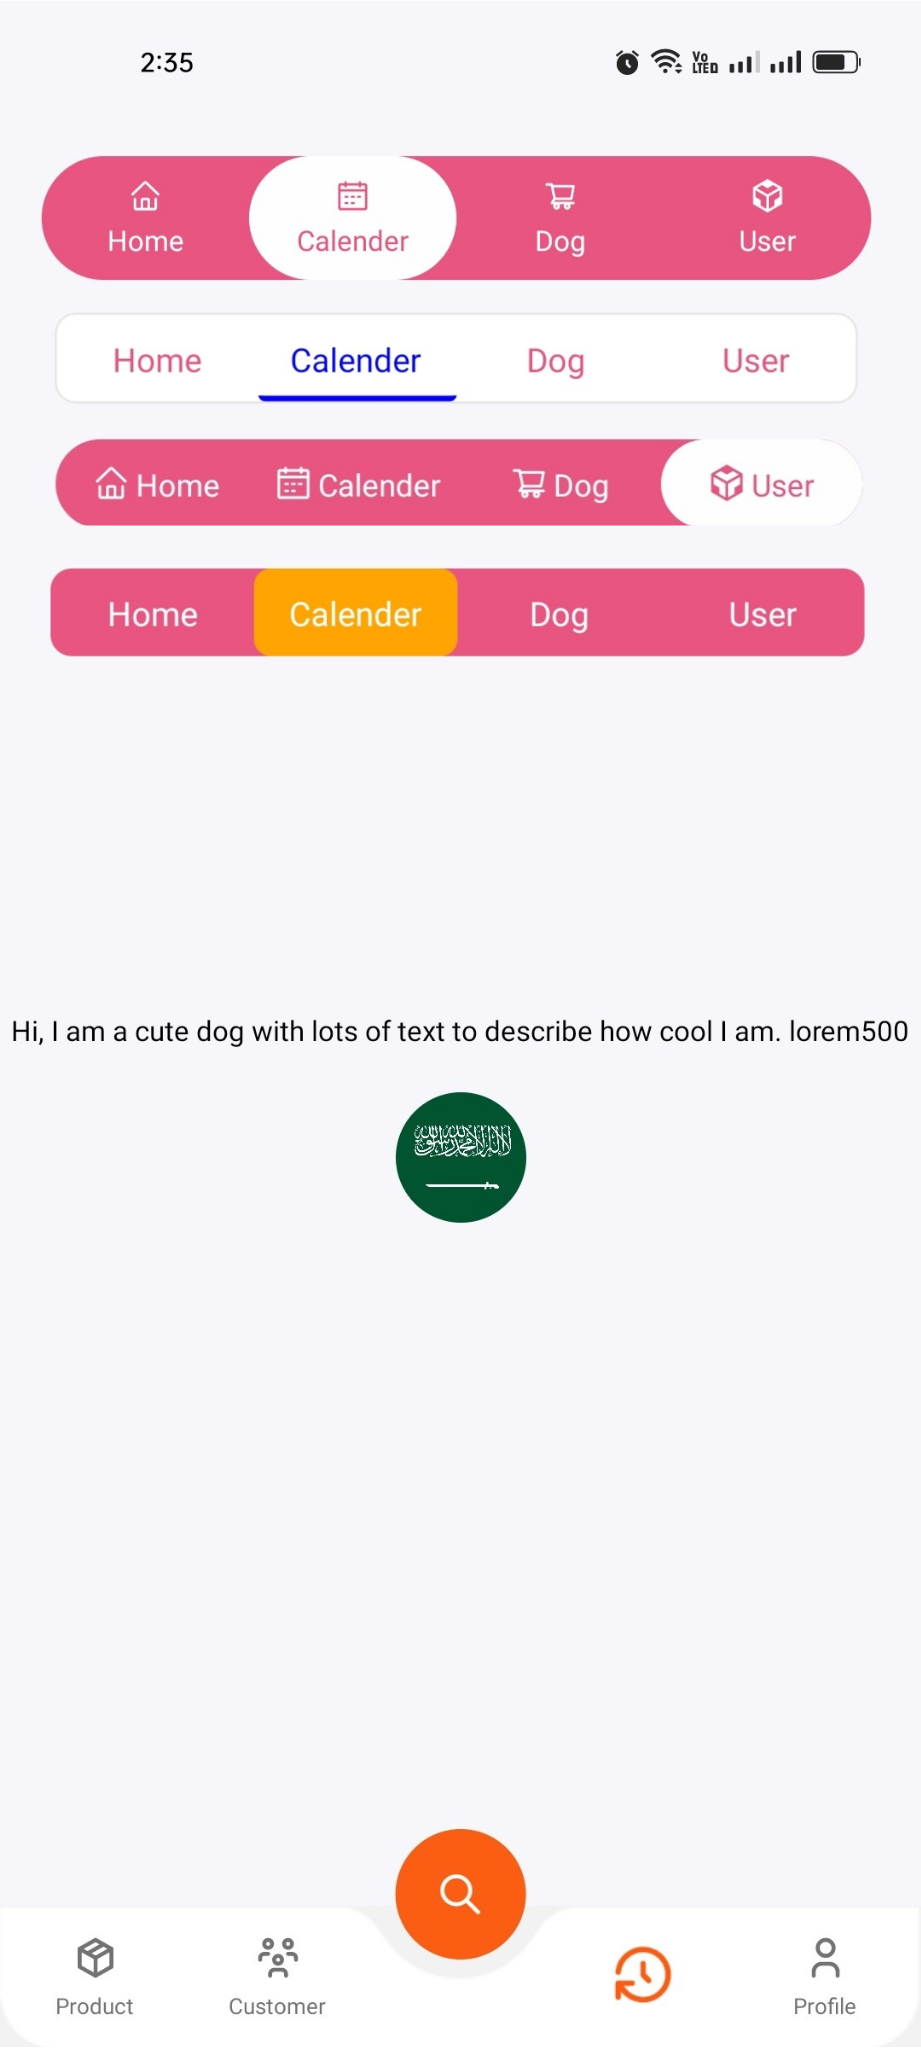 2:35
Vo
LTED
Home
Calender
Dog
User
Home
Calender
Dog
User
Home
Calender
Dog
User
Home
Calender
Dog
User
Hi, I am a cute dog with lots of text to describe how cool I am. lorem500
Product
Customer
Profile